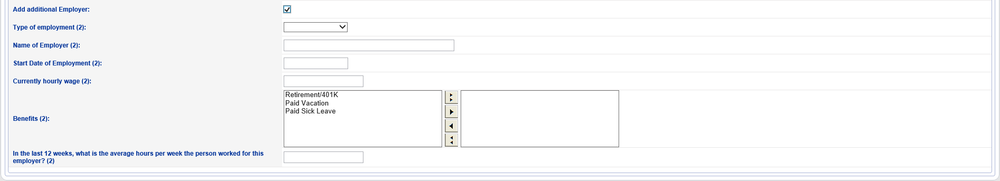 Add additional Employer:
Type of employment (2):
Name of Employer (2):
Start Date of Employment (2):
Currently hourly wage (2):
Retirement/401K
Paid Vacation
Paid Sick Leave
Benefits (2):
In the last 12 weeks, what is the average hours per week the person worked for this
employer? (2)